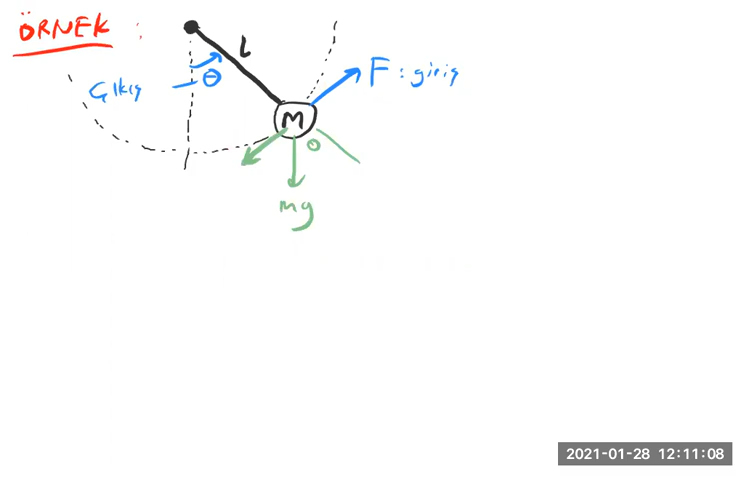 ÖRNEK :
L
Çıkış
θ
F : giriş
M
θ
mg
2021-01-28 12:11:08